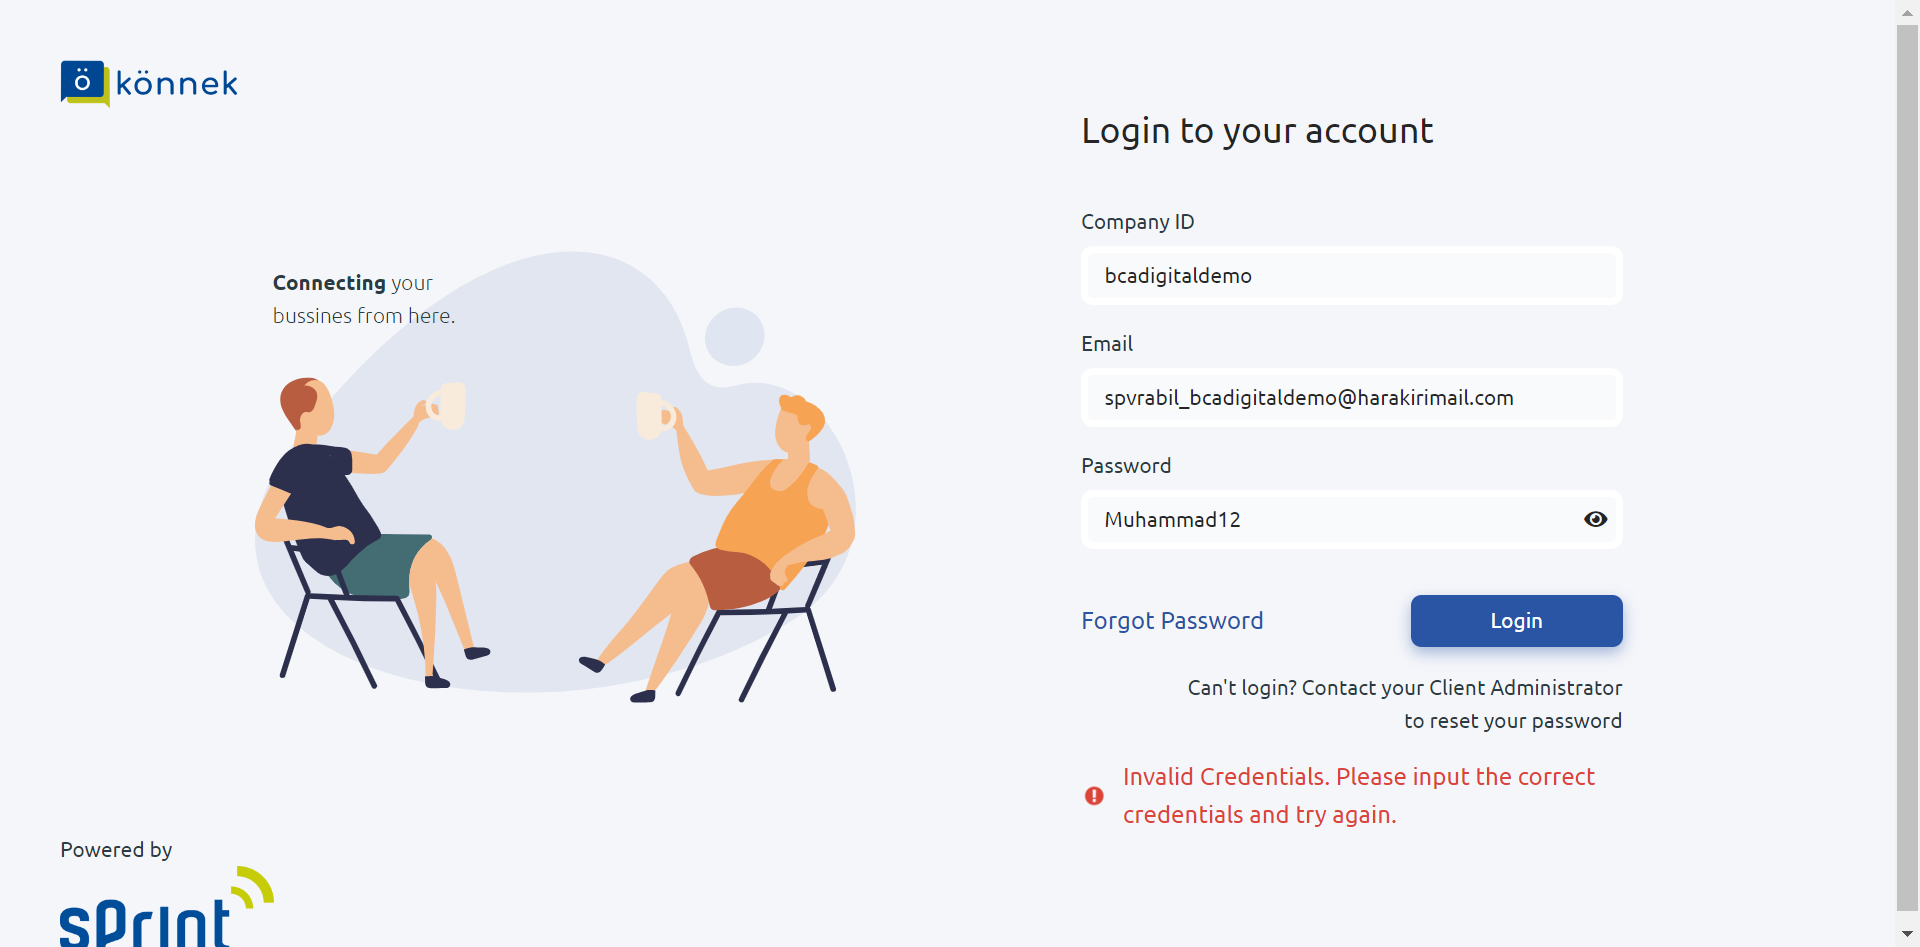 ö könnek
Connecting your
bussines from here.
Powered by
sprint
Login to your account
Company ID
bcadigitaldemo
Email
spvrabil_bcadigitaldemo@harakirimail.com
Password
Muhammad12
Forgot Password
Login
Can't login? Contact your Client Administrator
to reset your password
Invalid Credentials. Please input the correct
credentials and try again.